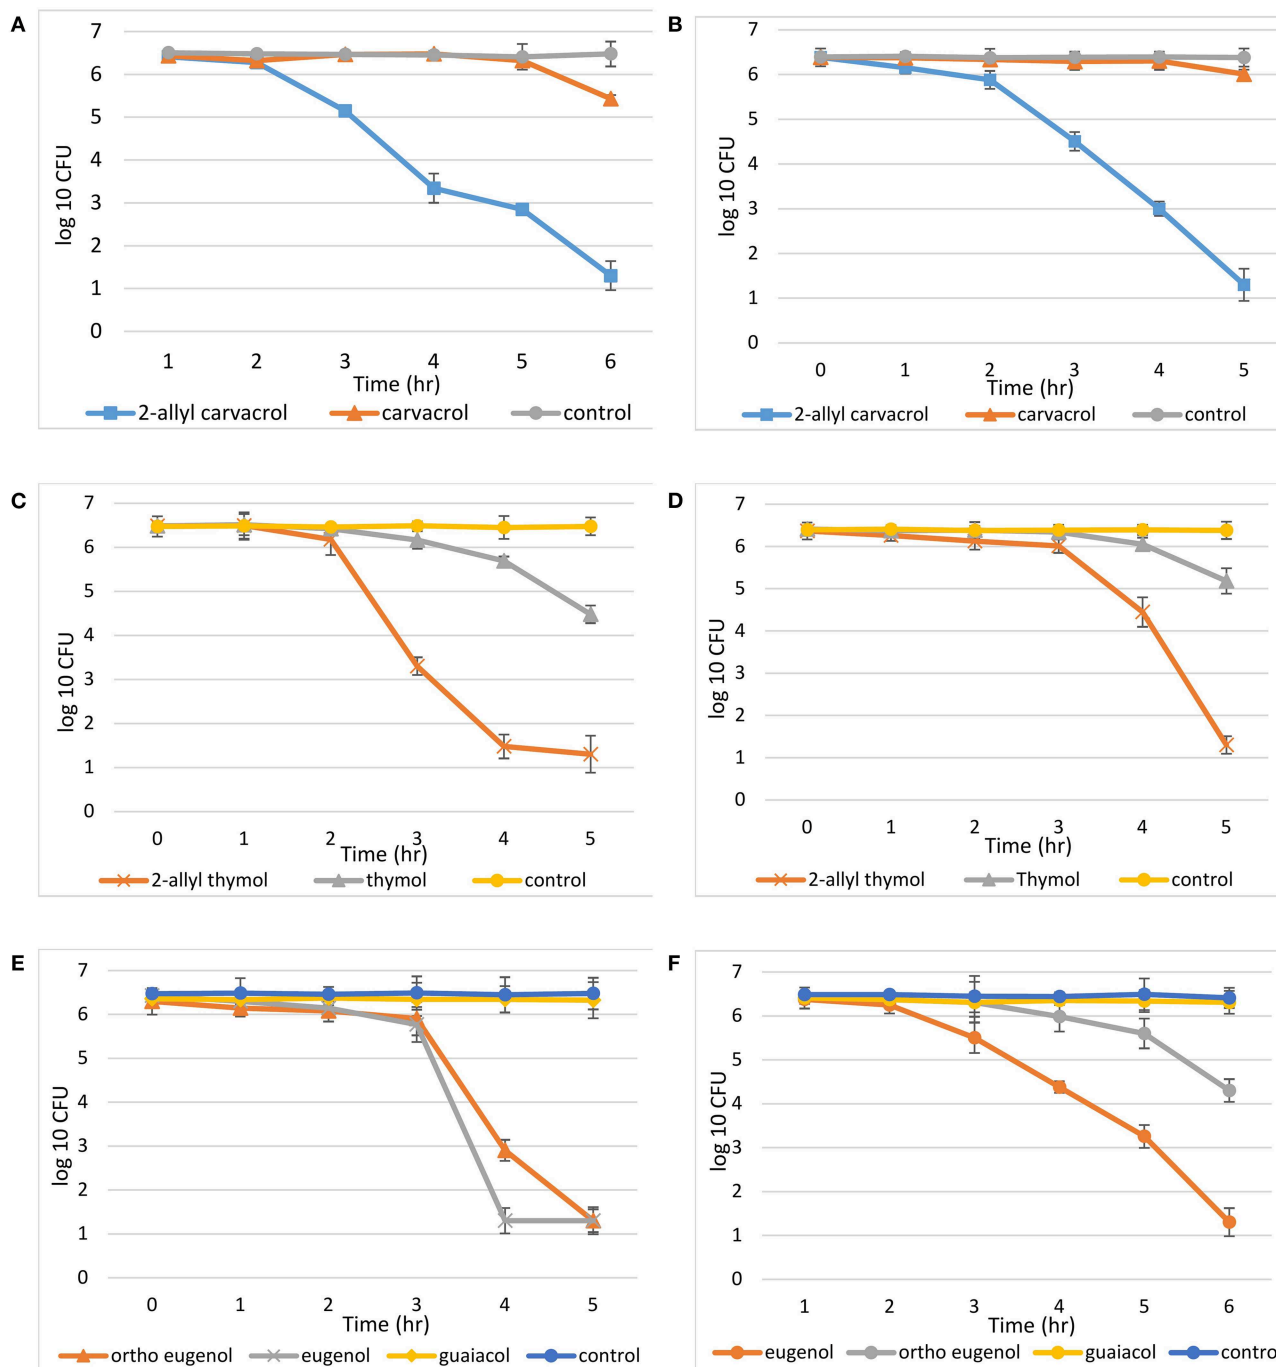 A
7
6
5
4
3
2
1
0
log 10 CFU
1 2 3 4 5 6
Time (hr)
2-allyl carvacrol carvacrol control
B
7
6
5
4
3
2
1
0
log 10 CFU
0 1 2 3 4 5
Time (hr)
2-allyl carvacrol carvacrol control
C
7
6
5
4
3
2
1
0
log 10 CFU
0 1 2 3 4 5
Time (hr)
2-allyl thymol thymol control
D
7
6
5
4
3
2
1
0
log 10 CFU
0 1 2 3 4 5
Time (hr)
2-allyl thymol Thymol control
E
7
6
5
4
3
2
1
0
log 10 CFU
0 1 2 3 4 5
Time (hr)
ortho eugenol eugenol guaiacol control
F
7
6
5
4
3
2
1
0
log 10 CFU
1 2 3 4 5 6
Time (hr)
eugenol ortho eugenol guaiacol contro